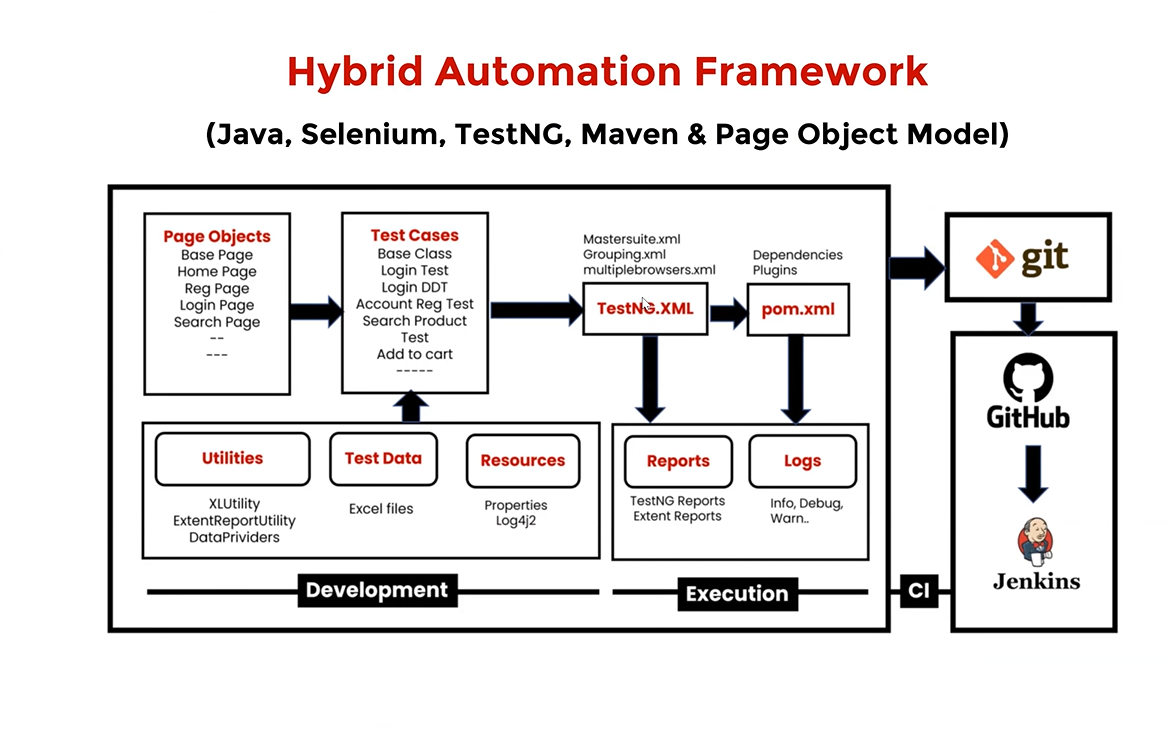 Hybrid Automation Framework
(Java, Selenium, TestNG, Maven & Page Object Model)
Page Objects
Base Page
Home Page
Reg Page
Login Page
Search Page
--
---
Test Cases
Base Class
Login Test
Login DDT
Account Reg Test
Search Product
Test
Add to cart
-----
Mastersuite.xml
Grouping.xml
multiplebrowsers.xml
TestNG.XML
Dependencies
Plugins
pom.xml
git
GitHub
Jenkins
Utilities
XLUtility
ExtentReportUtility
DataPrividers
Test Data
Excel files
Resources
Properties
Log4j2
Reports
TestNG Reports
Extent Reports
Logs
Info, Debug,
Warn..
Development
Execution
CI